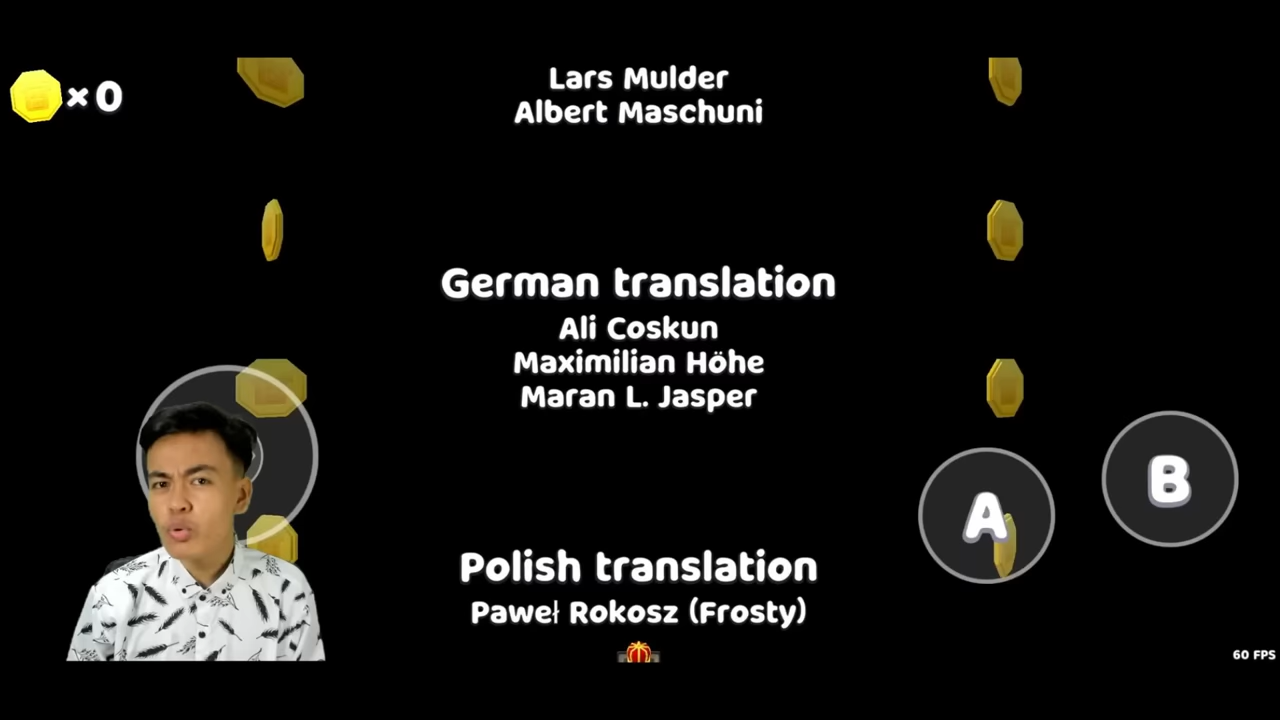 ×0
Lars Mulder
Albert Maschuni
German translation
Ali Coskun
Maximilian Höhe
Maran L. Jasper
Polish translation
Paweł Rokosz (Frosty)
A
B
60 FPS